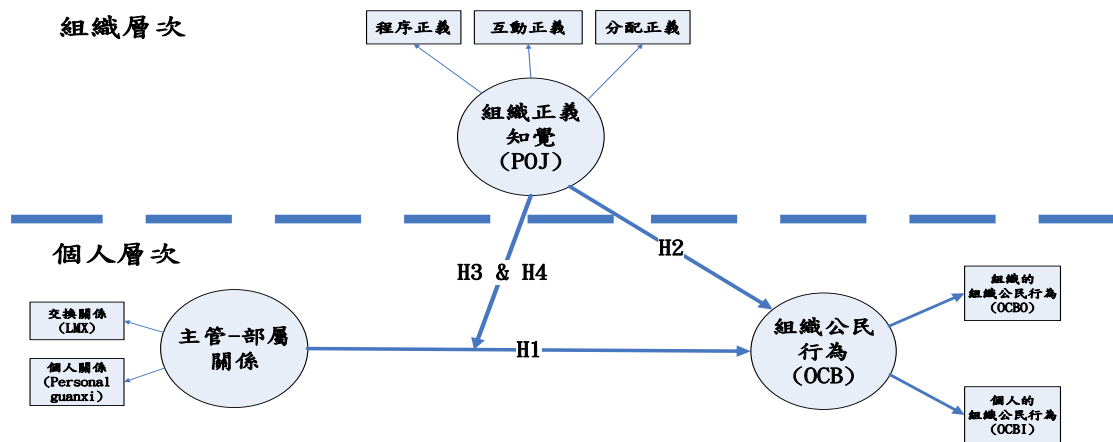 組織層次
程序正義
互動正義
分配正義
組織正義
知覺
(POJ)
個人層次
H3 & H4
H2
H1
交換關係
(LMX)
個人關係
(Personal
guanxi)
主管-部屬
關係
組織公民
行為
(OCB)
組織的
組織公民行為
(OCBO)
個人的
組織公民行為
(OCBI)